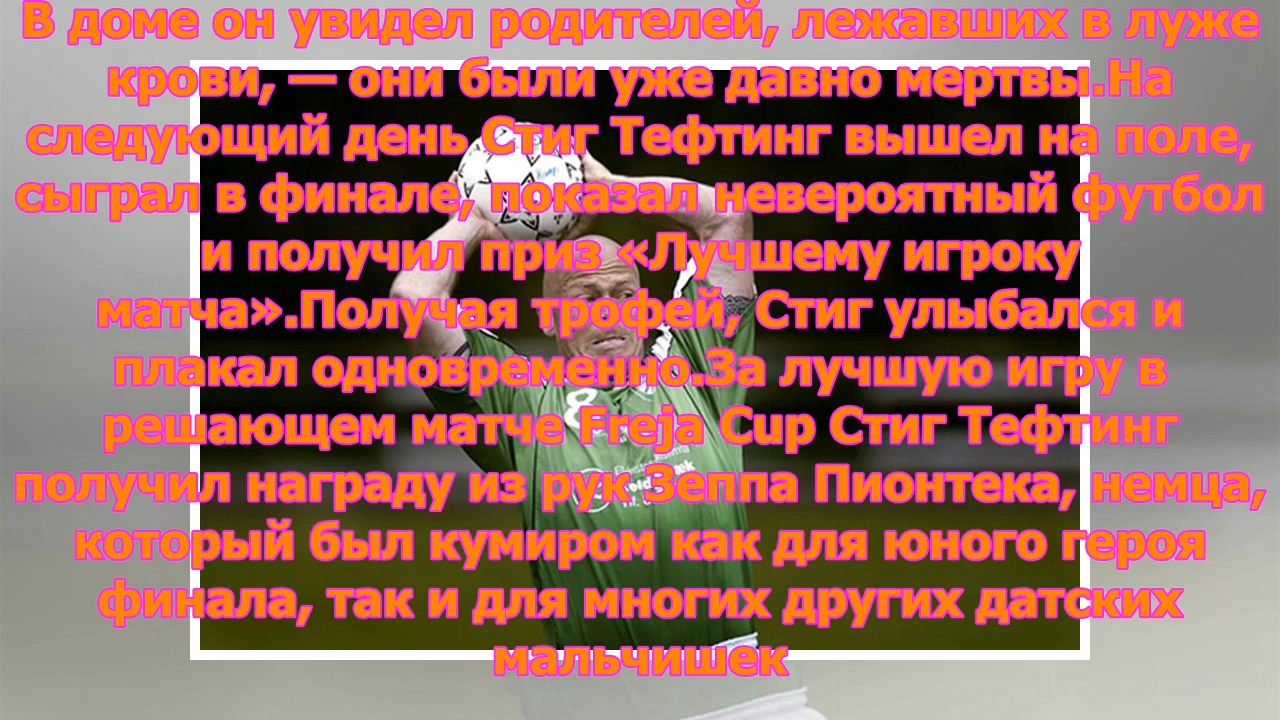 В доме он увидел родителей, лежавших в луже
крови, — они были уже давно мертвы.На
следующий день Стиг Тефтинг вышел на поле,
сыграл в финале, показал невероятный футбол
и получил приз «Лучшему игроку
матча».Получая трофей, Стиг улыбался и
плакал одновременно.За лучшую игру в
решающем матче Freja Cup Стиг Тефтинг
получил награду из рук Зеппа Пионтека, немца,
который был кумиром как для юного героя
финала, так и для многих других датских
мальчишек
8